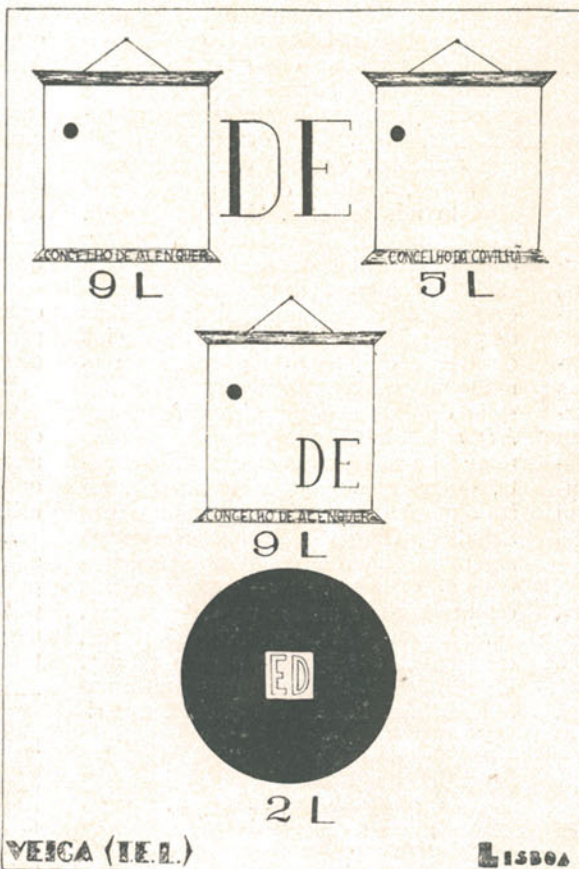 DE
CONCELHO DE ALENQUER
CONCELHO DA COVILHÃ
9 L
5 L
DE
CONCELHO DE ALENQUER
9 L
ED
2 L
VEIGA (I.E.L.)
LISBOA